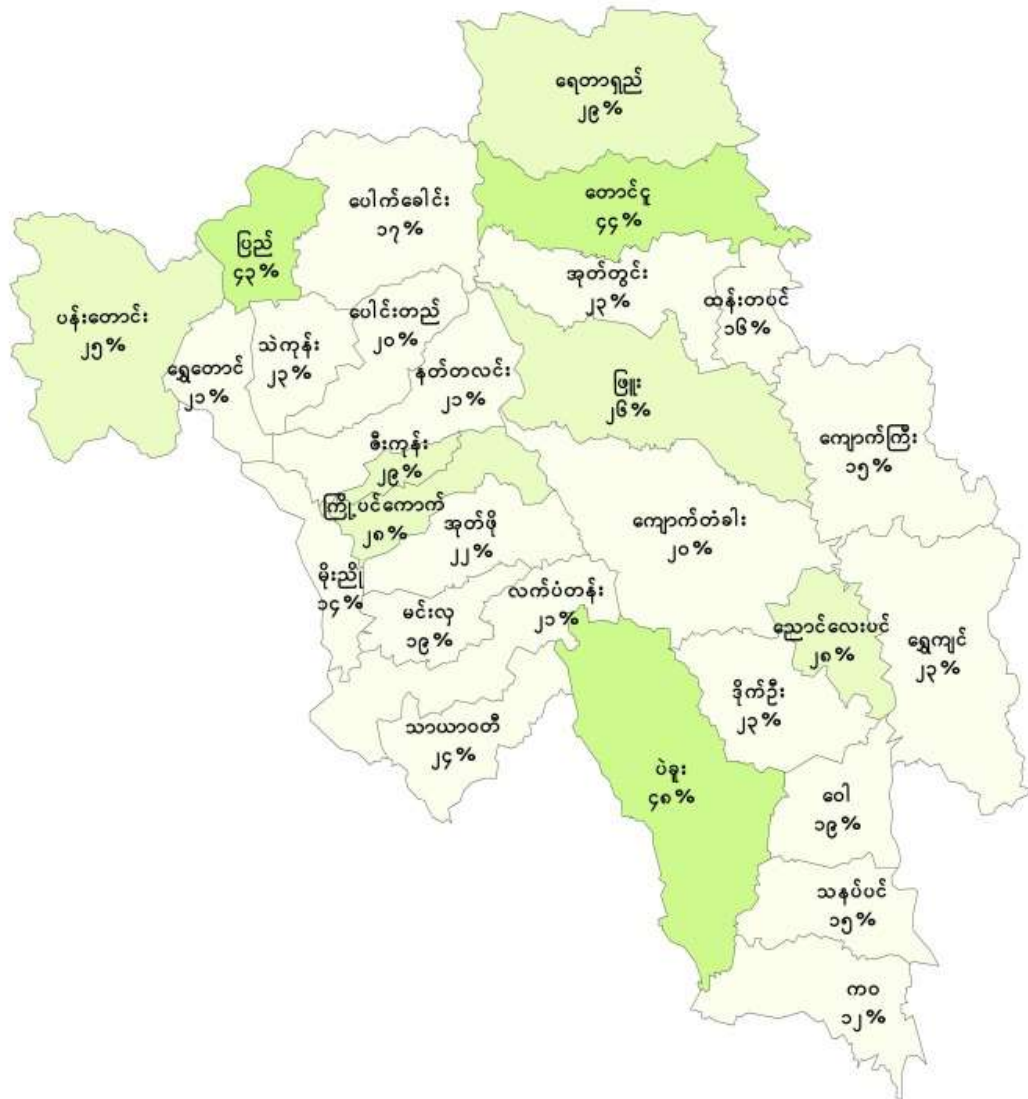 ရေတာရှည်
၂၉%
တောင်ငူ
၄၄%
ပေါက်ခေါင်း
၁၇%
ပြည်
၄၃%
အုတ်တွင်း
၂၃%
ထန်းတပင်
၁၆%
ပန်းတောင်း
၂၅%
ပေါင်းတည်
၂၀%
သဲကုန်း
၂၃%
ရွှေတောင်
၂၁%
နတ်တလင်း
၂၁%
ဖြူး
၂၆%
ကျောက်ကြီး
၁၅%
ဇီးကုန်း
၂၉%
ကြို့ပင်ကောက်
၂၈%
အုတ်ဖို
၂၂%
ကျောက်တံခါး
၂၀%
မိုးညို
၁၄%
မင်းလှ
၁၉%
လက်ပံတန်း
၂၁%
ညောင်လေးပင်
၂၈%
ရွှေကျင်
၂၃%
ဒိုက်ဦး
၂၃%
သာယာဝတီ
၂၄%
ပဲခူး
၄၈%
ဝေါ
၁၉%
သနပ်ပင်
၁၅%
ကဝ
၁၂%